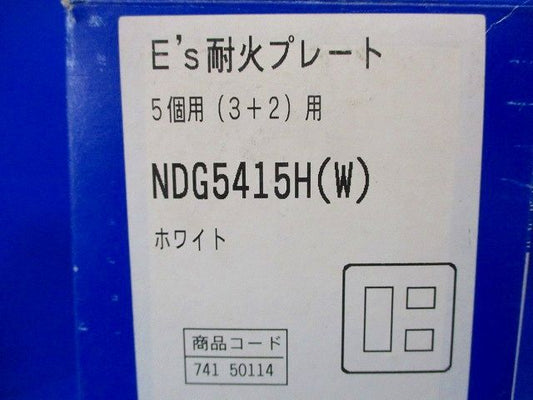 E's耐火プレート
5個用(3+2)用
NDG5415H(W)
ホワイト
商品コード
741 50114